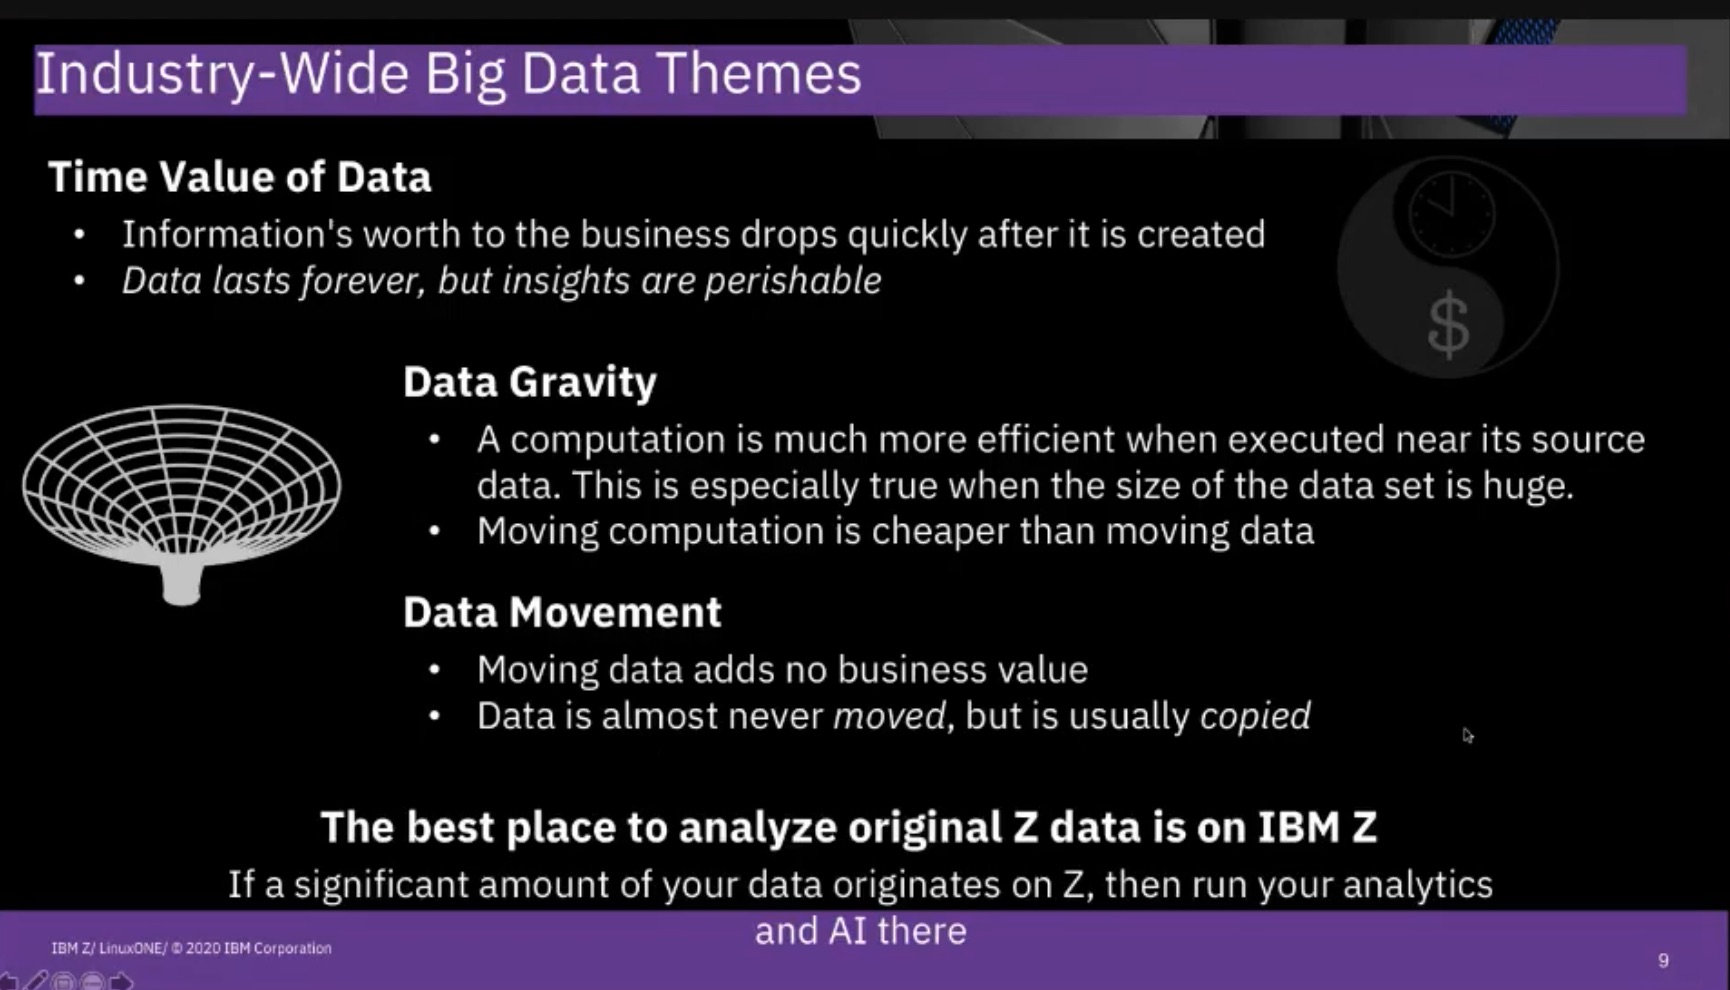 Industry-Wide Big Data Themes
Time Value of Data
• Information's worth to the business drops quickly after it is created
• Data lasts forever, but insights are perishable
$
Data Gravity
• A computation is much more efficient when executed near its source
data. This is especially true when the size of the data set is huge.
• Moving computation is cheaper than moving data
Data Movement
• Moving data adds no business value
• Data is almost never moved, but is usually copied
The best place to analyze original Z data is on IBM Z
If a significant amount of your data originates on Z, then run your analytics
and AI there
IBM Z/ LinuxONE/ © 2020 IBM Corporation
9